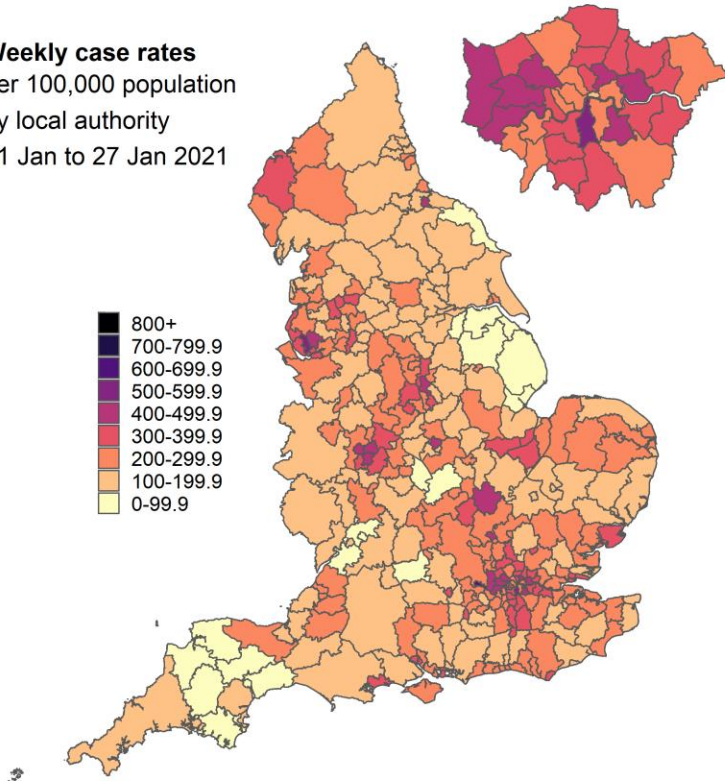 eekly case rates
er 100,000 population
y local authority
1 Jan to 27 Jan 2021
800+
700-799.9
600-699.9
500-599.9
400-499.9
300-399.9
200-299.9
100-199.9
0-99.9